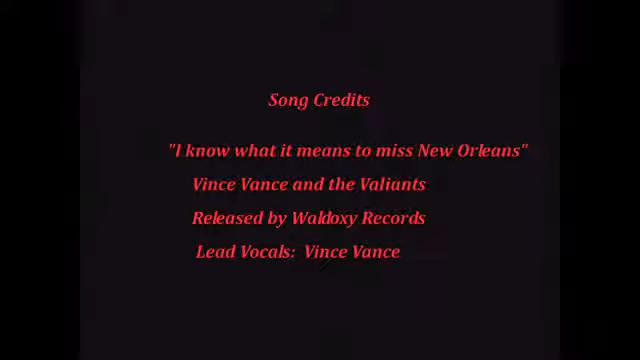 Song Credits
"I know what it means to miss New Orleans"
Vince Vance and the Valiants
Released by Waldoxy Records
Lead Vocals: Vince Vance